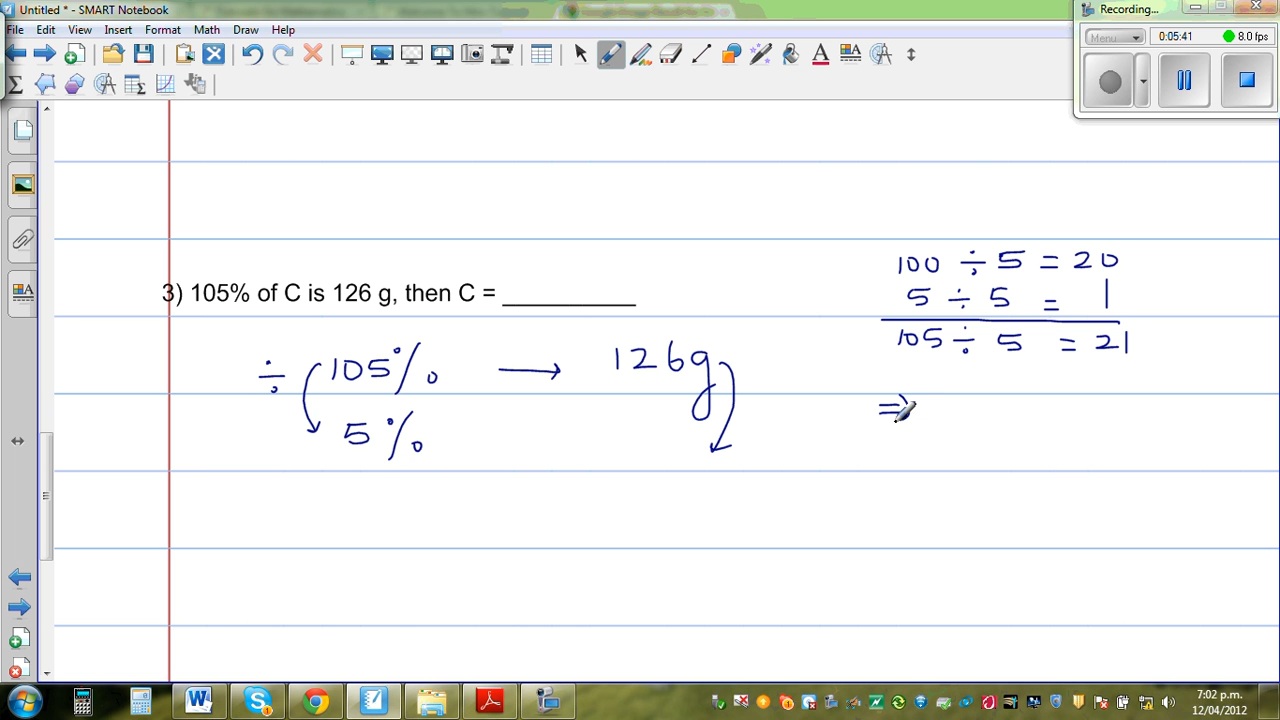 Untitled * - SMART Notebook
Recording...
File Edit View Insert Format Math Draw Help
Menu
0:05:41
8.0 fps
100 ÷ 5 = 20
3) 105% of C is 126 g, then C = ___________
5 ÷ 5 = 1
105 ÷ 5 = 21
÷ 105% → 126g
⇒
5%
7:02 p.m.
12/04/2012